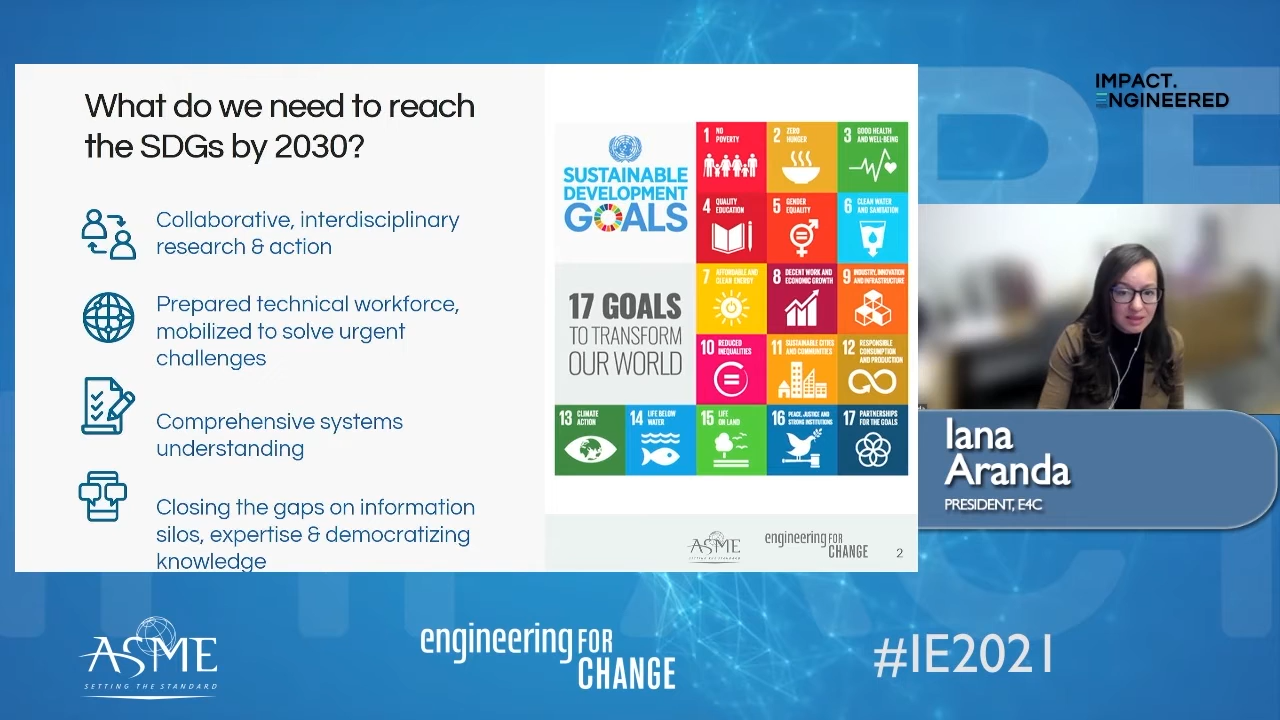 What do we need to reach
the SDGs by 2030?
Collaborative, interdisciplinary
research & action
Prepared technical workforce,
mobilized to solve urgent
challenges
Comprehensive systems
understanding
Closing the gaps on information
silos, expertise & democratizing
knowledge
SUSTAINABLE
DEVELOPMENT
GOALS
17 GOALS
TO TRANSFORM
OUR WORLD
1 NO
POVERTY
2 ZERO
HUNGER
3 GOOD HEALTH
AND WELL-BEING
4 QUALITY
EDUCATION
5 GENDER
EQUALITY
6 CLEAN WATER
AND SANITATION
7 AFFORDABLE AND
CLEAN ENERGY
8 DECENT WORK AND
ECONOMIC GROWTH
9 INDUSTRY, INNOVATION
AND INFRASTRUCTURE
10 REDUCED
INEQUALITIES
11 SUSTAINABLE CITIES
AND COMMUNITIES
12 RESPONSIBLE
CONSUMPTION
AND PRODUCTION
13 CLIMATE
ACTION
14 LIFE BELOW
WATER
15 LIFE
ON LAND
16 PEACE, JUSTICE AND
STRONG INSTITUTIONS
17 PARTNERSHIPS
FOR THE GOALS
ASME
SETTING THE STANDARD
engineering FOR
CHANGE
2
IMPACT.
ENGINEERED
Iana
Aranda
PRESIDENT, E4C
ASME
SETTING THE STANDARD
engineering FOR
CHANGE
#IE2021